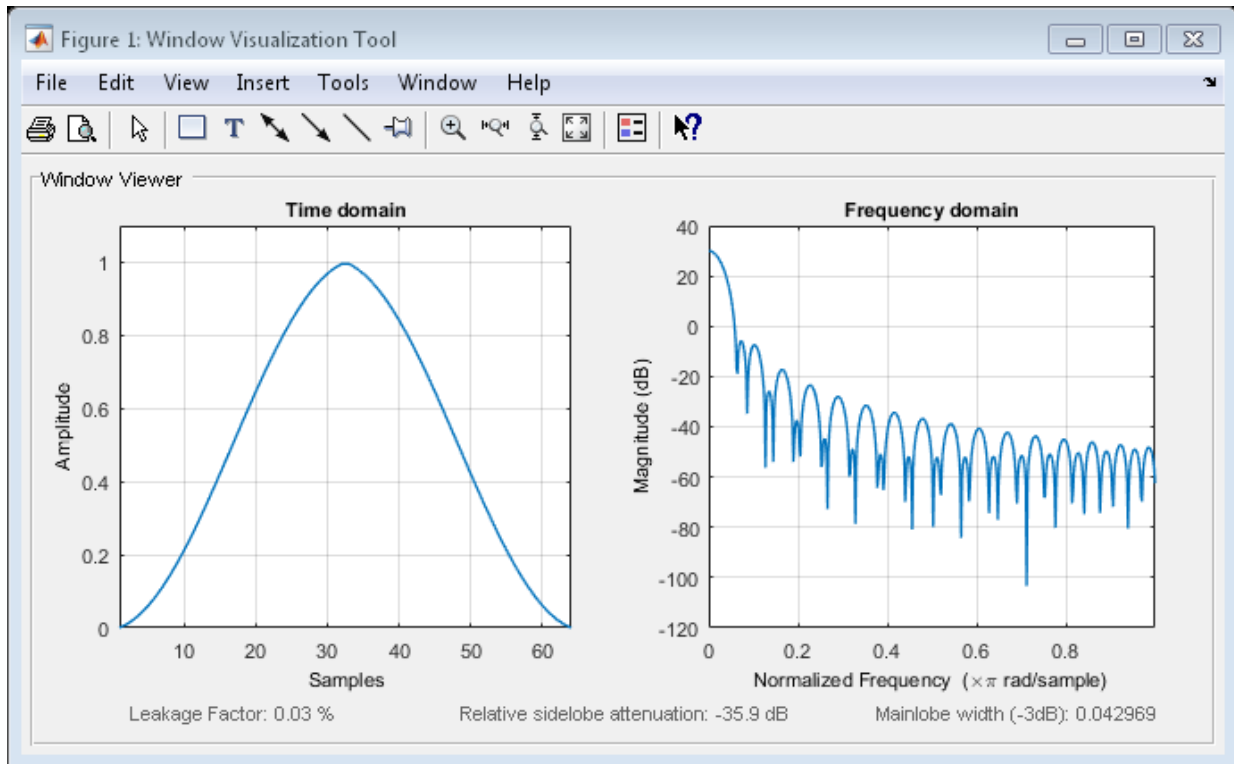 Figure 1: Window Visualization Tool
File Edit View Insert Tools Window Help
T
?
Window Viewer
Time domain
1
0.8
0.6
0.4
0.2
0
Amplitude
10 20 30 40 50 60
Samples
Frequency domain
40
20
0
-20
-40
-60
-80
-100
-120
Magnitude (dB)
0 0.2 0.4 0.6 0.8
Normalized Frequency (×π rad/sample)
Leakage Factor: 0.03 %
Relative sidelobe attenuation: -35.9 dB
Mainlobe width (-3dB): 0.042969